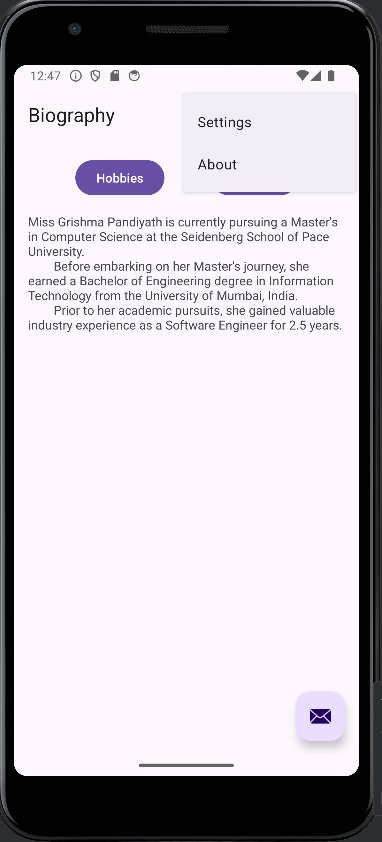 12:47
Biography
Settings
About
Hobbies
Miss Grishma Pandiyath is currently pursuing a Master's
in Computer Science at the Seidenberg School of Pace
University.
Before embarking on her Master's journey, she
earned a Bachelor of Engineering degree in Information
Technology from the University of Mumbai, India.
Prior to her academic pursuits, she gained valuable
industry experience as a Software Engineer for 2.5 years.